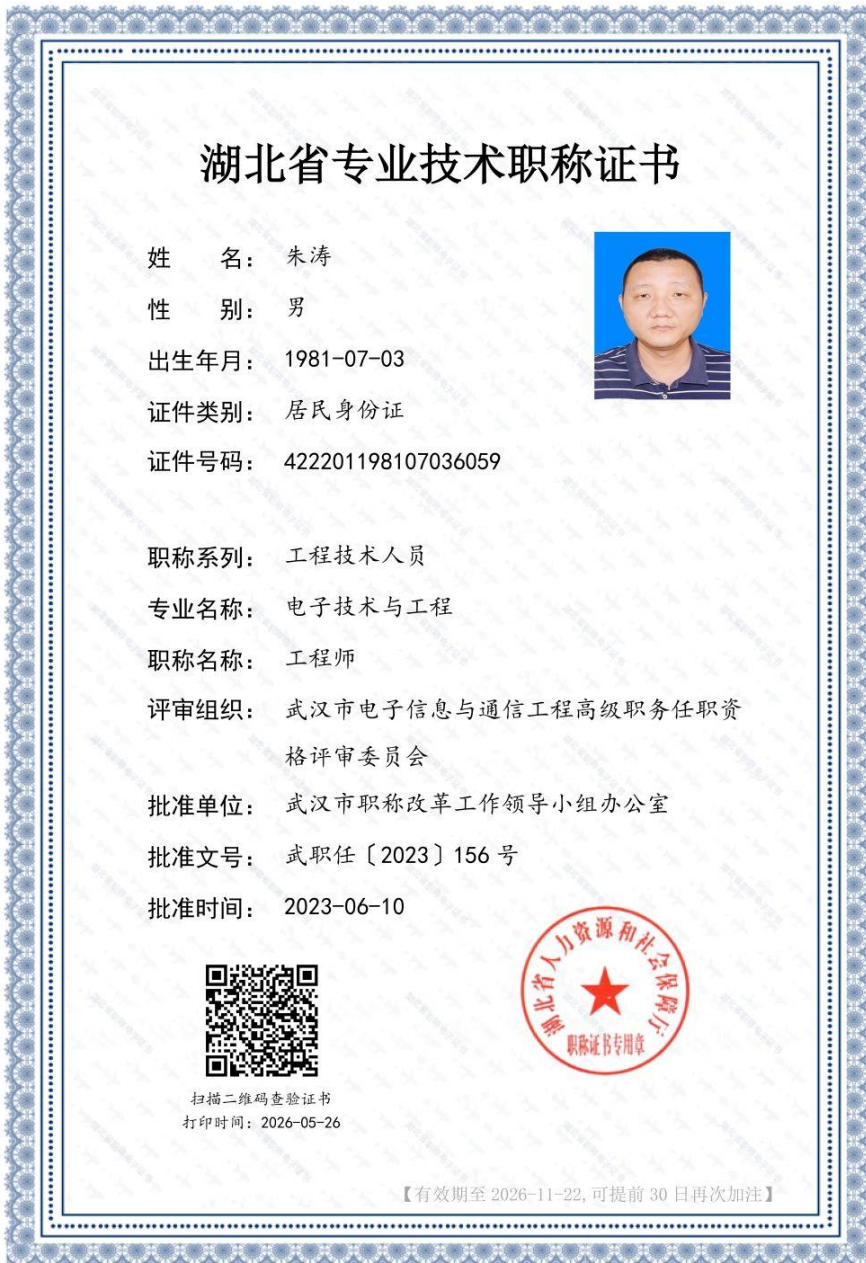 湖北省专业技术职称证书
姓　　名： 朱涛
性　　别： 男
出生年月： 1981-07-03
证件类别： 居民身份证
证件号码： 422201198107036059
职称系列： 工程技术人员
专业名称： 电子技术与工程
职称名称： 工程师
评审组织： 武汉市电子信息与通信工程高级职务任职资
格评审委员会
批准单位： 武汉市职称改革工作领导小组办公室
批准文号： 武职任〔2023〕156 号
批准时间： 2023-06-10
湖北省人力资源和社会保障厅
职称证书专用章
扫描二维码查验证书
打印时间：2026-05-26
【有效期至 2026-11-22,可提前 30 日再次加注】